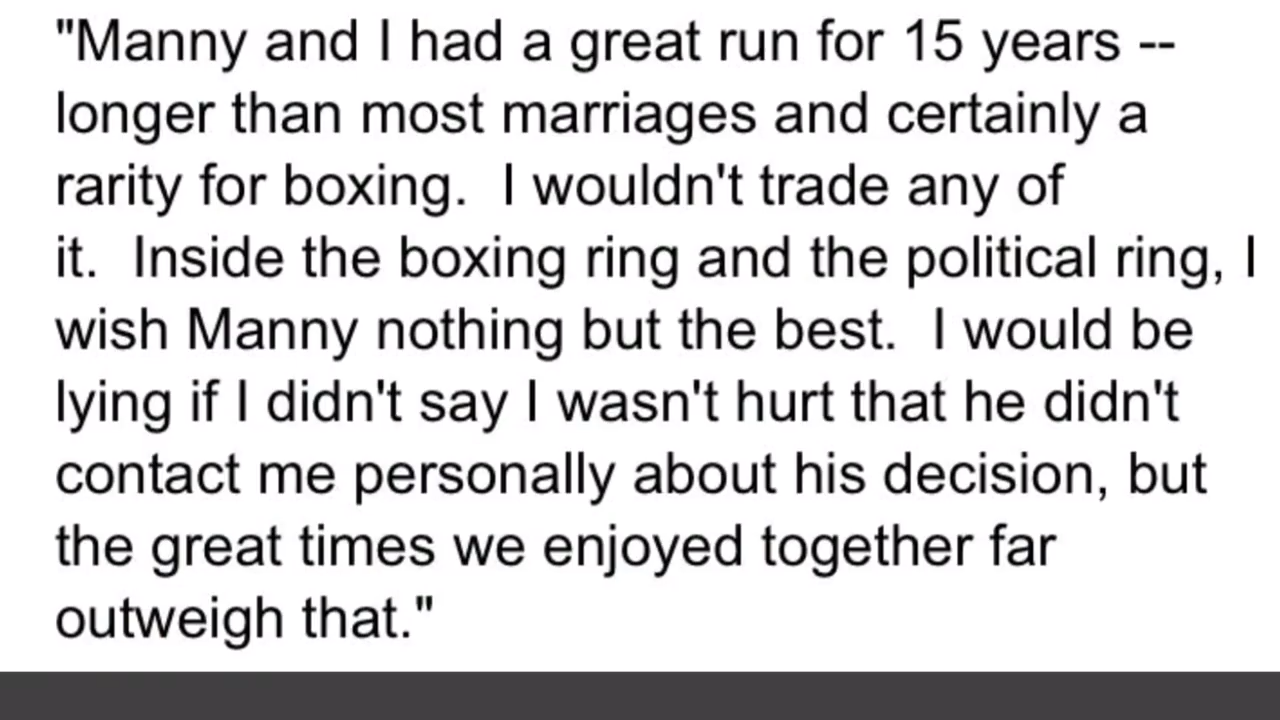 "Manny and I had a great run for 15 years --
longer than most marriages and certainly a
rarity for boxing.  I wouldn't trade any of
it.  Inside the boxing ring and the political ring, I
wish Manny nothing but the best.  I would be
lying if I didn't say I wasn't hurt that he didn't
contact me personally about his decision, but
the great times we enjoyed together far
outweigh that."